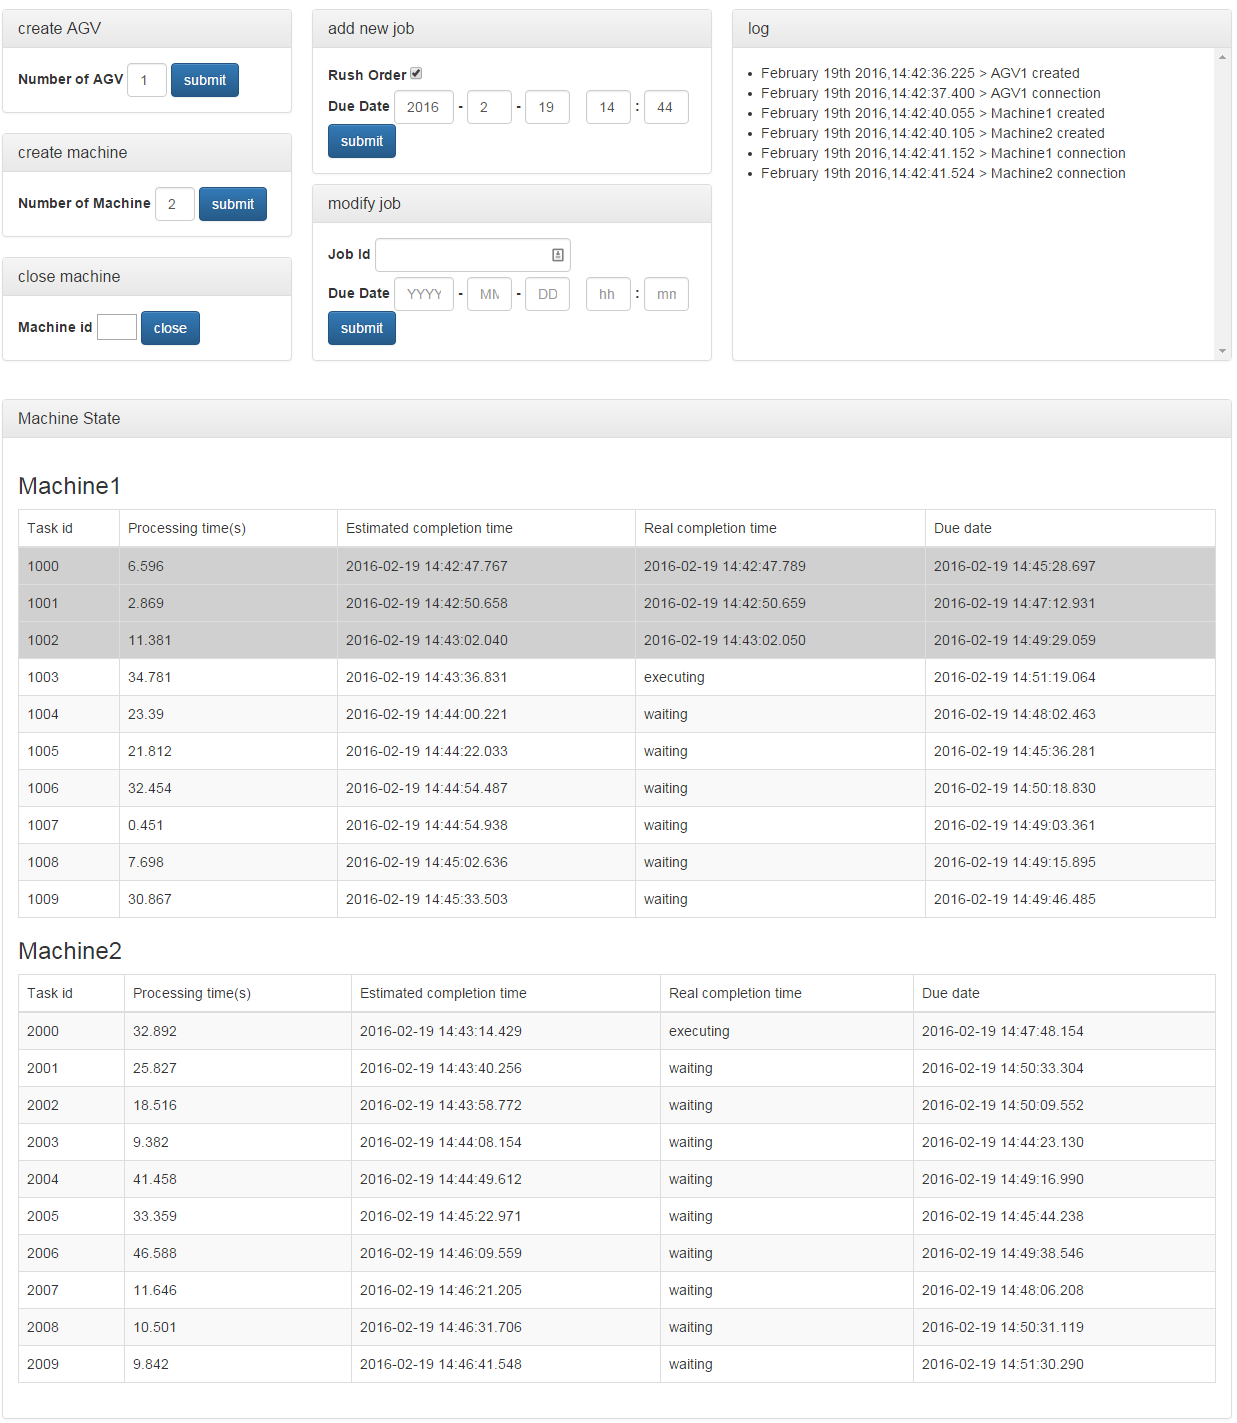 create AGV
Number of AGV 1 submit
create machine
Number of Machine 2 submit
close machine
Machine id close
add new job
Rush Order
Due Date 2016 - 2 - 19 14 : 44
submit
modify job
Job Id
Due Date YYYY - MM - DD hh : mn
submit
log
February 19th 2016,14:42:36.225 > AGV1 created
February 19th 2016,14:42:37.400 > AGV1 connection
February 19th 2016,14:42:40.055 > Machine1 created
February 19th 2016,14:42:40.105 > Machine2 created
February 19th 2016,14:42:41.152 > Machine1 connection
February 19th 2016,14:42:41.524 > Machine2 connection
Machine State
Machine1
Task id Processing time(s) Estimated completion time Real completion time Due date
1000 6.596 2016-02-19 14:42:47.767 2016-02-19 14:42:47.789 2016-02-19 14:45:28.697
1001 2.869 2016-02-19 14:42:50.658 2016-02-19 14:42:50.659 2016-02-19 14:47:12.931
1002 11.381 2016-02-19 14:43:02.040 2016-02-19 14:43:02.050 2016-02-19 14:49:29.059
1003 34.781 2016-02-19 14:43:36.831 executing 2016-02-19 14:51:19.064
1004 23.39 2016-02-19 14:44:00.221 waiting 2016-02-19 14:48:02.463
1005 21.812 2016-02-19 14:44:22.033 waiting 2016-02-19 14:45:36.281
1006 32.454 2016-02-19 14:44:54.487 waiting 2016-02-19 14:50:18.830
1007 0.451 2016-02-19 14:44:54.938 waiting 2016-02-19 14:49:03.361
1008 7.698 2016-02-19 14:45:02.636 waiting 2016-02-19 14:49:15.895
1009 30.867 2016-02-19 14:45:33.503 waiting 2016-02-19 14:49:46.485
Machine2
Task id Processing time(s) Estimated completion time Real completion time Due date
2000 32.892 2016-02-19 14:43:14.429 executing 2016-02-19 14:47:48.154
2001 25.827 2016-02-19 14:43:40.256 waiting 2016-02-19 14:50:33.304
2002 18.516 2016-02-19 14:43:58.772 waiting 2016-02-19 14:50:09.552
2003 9.382 2016-02-19 14:44:08.154 waiting 2016-02-19 14:44:23.130
2004 41.458 2016-02-19 14:44:49.612 waiting 2016-02-19 14:49:16.990
2005 33.359 2016-02-19 14:45:22.971 waiting 2016-02-19 14:45:44.238
2006 46.588 2016-02-19 14:46:09.559 waiting 2016-02-19 14:49:38.546
2007 11.646 2016-02-19 14:46:21.205 waiting 2016-02-19 14:48:06.208
2008 10.501 2016-02-19 14:46:31.706 waiting 2016-02-19 14:50:31.119
2009 9.842 2016-02-19 14:46:41.548 waiting 2016-02-19 14:51:30.290